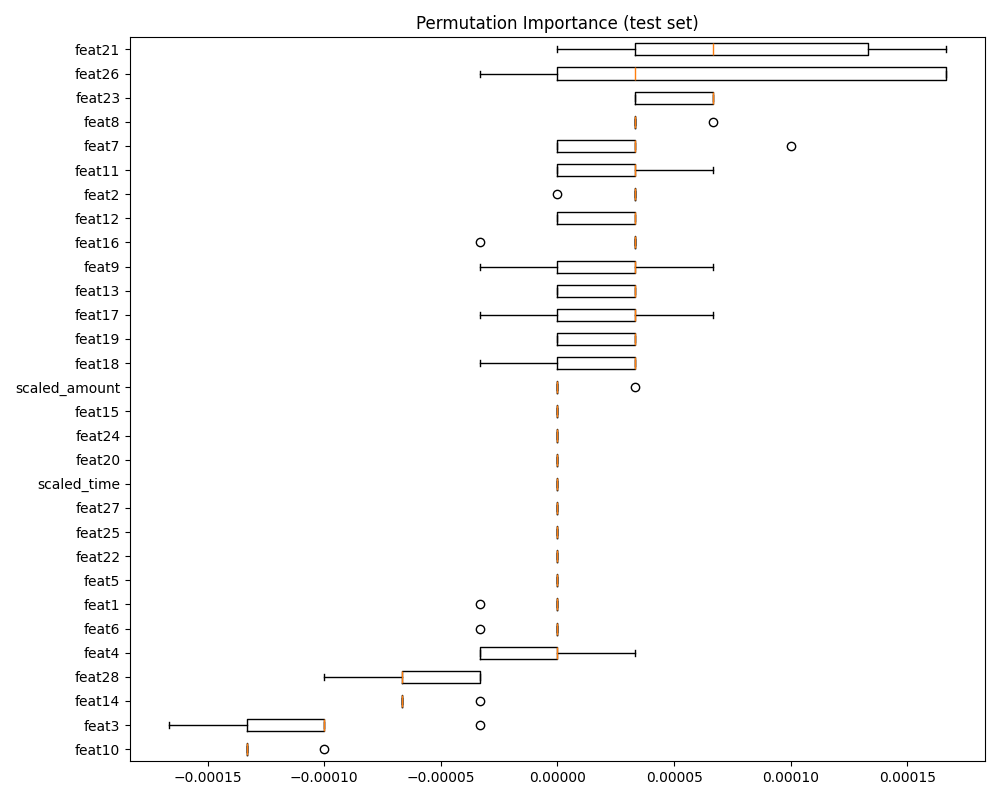 Permutation Importance (test set)
feat21
feat26
feat23
feat8
feat7
feat11
feat2
feat12
feat16
feat9
feat13
feat17
feat19
feat18
scaled_amount
feat15
feat24
feat20
scaled_time
feat27
feat25
feat22
feat5
feat1
feat6
feat4
feat28
feat14
feat3
feat10
−0.00015 −0.00010 −0.00005 0.00000 0.00005 0.00010 0.00015